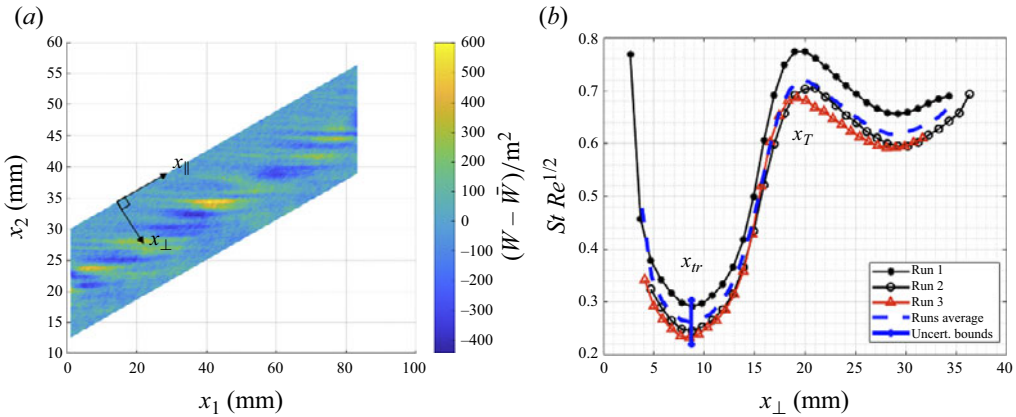 (a)
60
55
50
45
40
35
30
25
20
15
10
x2 (mm)
0
20
40
60
80
100
x1 (mm)
x∥
x⊥
600
500
400
300
200
100
0
−100
−200
−300
−400
(W − W̄)/m²
(b)
0.8
0.7
0.6
0.5
0.4
0.3
0.2
St Re^1/2
0
5
10
15
20
25
30
35
40
x⊥ (mm)
xT
xtr
Run 1
Run 2
Run 3
Runs average
Uncert. bounds